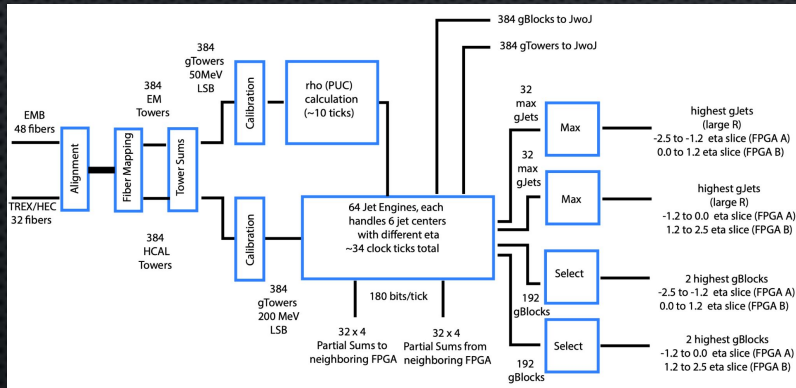 384 gBlocks to JwoJ
384 gTowers to JwoJ
384
gTowers
50MeV
LSB
Calibration
rho (PUC)
calculation
(~10 ticks)
384
EM
Towers
EMB
48 fibers
Alignment
Fiber Mapping
Tower Sums
TREX/HEC
32 fibers
384
HCAL
Towers
Calibration
384
gTowers
200 MeV
LSB
64 Jet Engines, each
handles 6 jet centers
with different eta
~34 clock ticks total
180 bits/tick
32 x 4
Partial Sums to
neighboring FPGA
32 x 4
Partial Sums from
neighboring FPGA
32
max
gJets
Max
highest gJets
(large R)
-2.5 to -1.2 eta slice (FPGA A)
0.0 to 1.2 eta slice (FPGA B)
32
max
gJets
Max
highest gJets
(large R)
-1.2 to 0.0 eta slice (FPGA A)
1.2 to 2.5 eta slice (FPGA B)
192
gBlocks
Select
2 highest gBlocks
-2.5 to -1.2 eta slice (FPGA A)
0.0 to 1.2 eta slice (FPGA B)
192
gBlocks
Select
2 highest gBlocks
-1.2 to 0.0 eta slice (FPGA A)
1.2 to 2.5 eta slice (FPGA B)